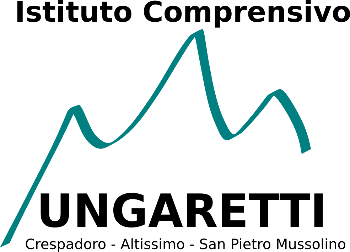 Istituto Comprensivo
UNGARETTI
Crespadoro - Altissimo - San Pietro Mussolino